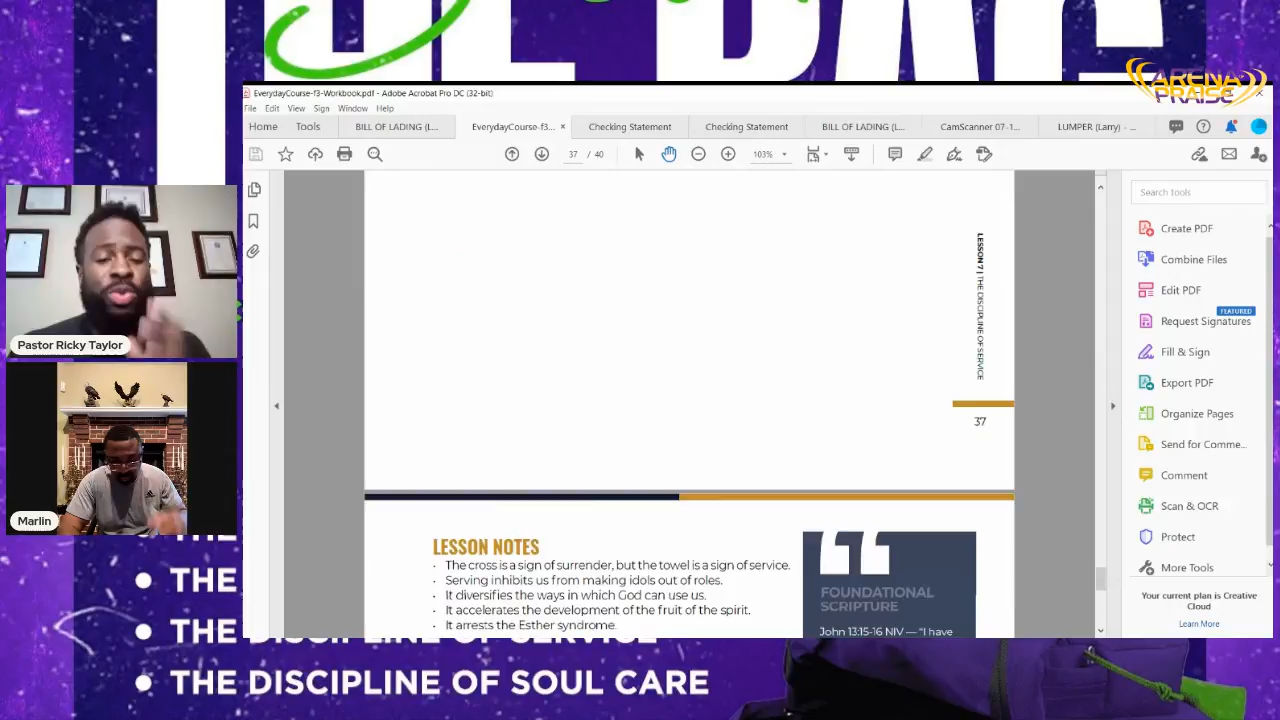 ARENA
PRAISE
EverydayCourse-f3-Workbook.pdf - Adobe Acrobat Pro DC (32-bit)
File Edit View Sign Window Help
Home Tools BILL OF LADING (L... EverydayCourse-f3... × Checking Statement Checking Statement BILL OF LADING (L... CamScanner 07-1... LUMPER (Larry) - ...
37 / 40 103%
Pastor Ricky Taylor
Marlin
LESSON 7 | THE DISCIPLINE OF SERVICE
37
LESSON NOTES
· The cross is a sign of surrender, but the towel is a sign of service.
· Serving inhibits us from making idols out of roles.
· It diversifies the ways in which God can use us.
· It accelerates the development of the fruit of the spirit.
· It arrests the Esther syndrome.
FOUNDATIONAL
SCRIPTURE
John 13:15-16 NIV — "I have
Search tools
Create PDF
Combine Files
Edit PDF
FEATURED
Request Signatures
Fill & Sign
Export PDF
Organize Pages
Send for Comme...
Comment
Scan & OCR
Protect
More Tools
Your current plan is Creative
Cloud
Learn More
• THE
• THE DISCIPLINE OF SERVICE
• THE DISCIPLINE OF SOUL CARE